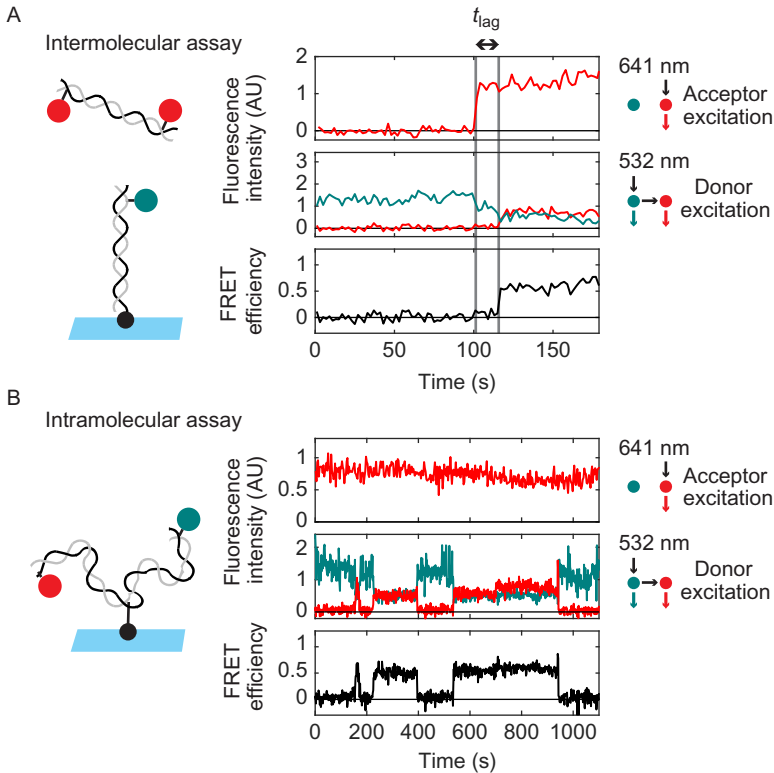 A
Intermolecular assay
t lag
Fluorescence
intensity (AU)
2
1
0
3
2
1
0
FRET
efficiency
0.5
0
0
50
100
150
Time (s)
641 nm
Acceptor
excitation
532 nm
Donor
excitation
B
Intramolecular assay
Fluorescence
intensity (AU)
1
0.5
0
2
1
0
FRET
efficiency
1
0.5
0
0
200
400
600
800
1000
Time (s)
641 nm
Acceptor
excitation
532 nm
Donor
excitation